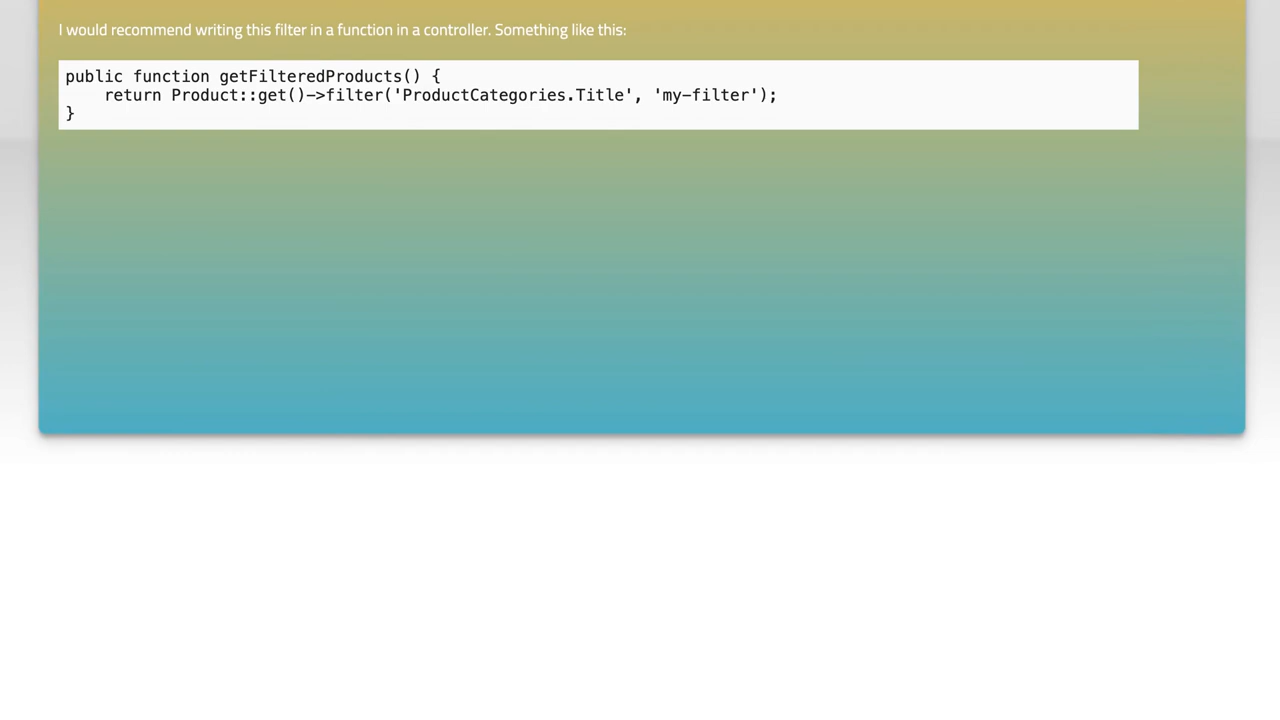 I would recommend writing this filter in a function in a controller. Something like this:
public function getFilteredProducts() {
    return Product::get()->filter('ProductCategories.Title', 'my-filter');
}